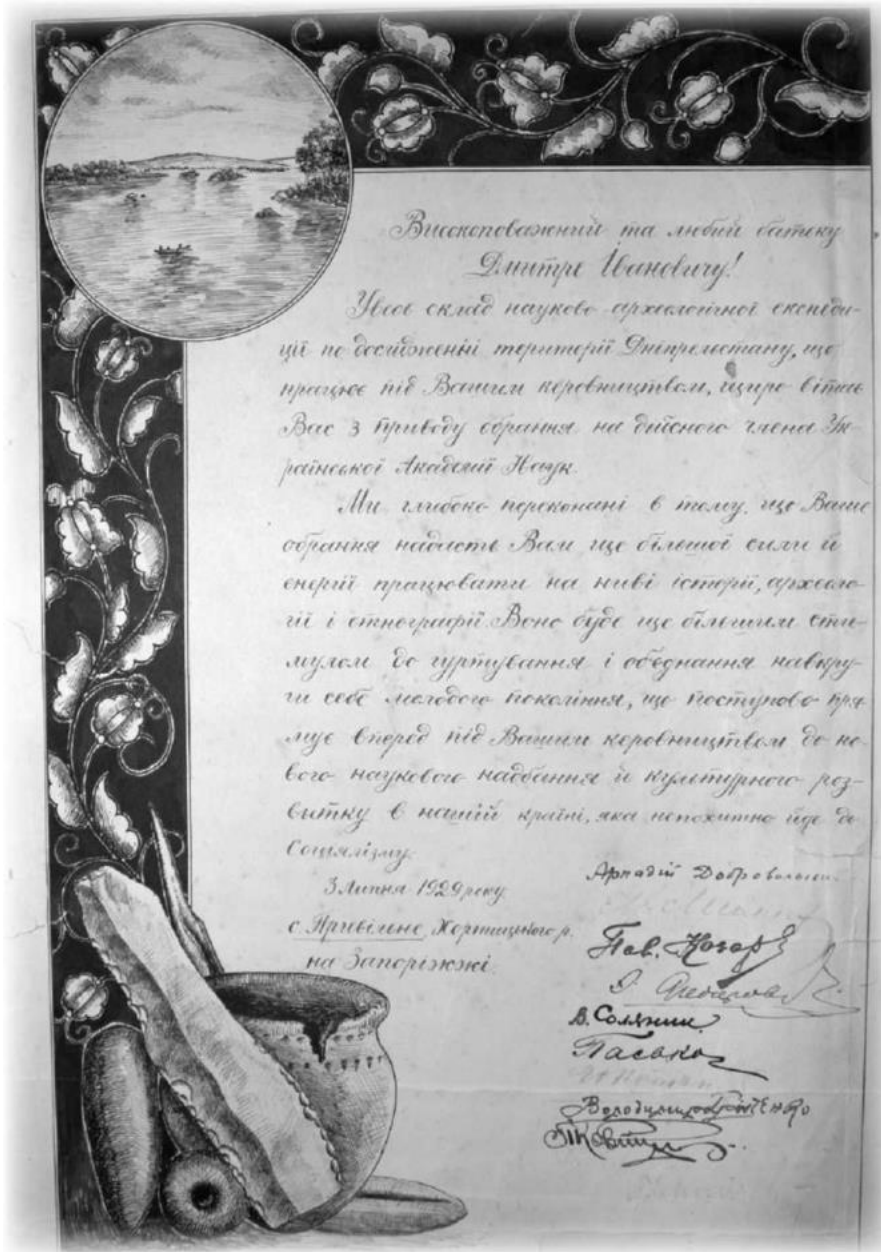 Високоповажний та любий батьку
Дмитре Івановичу!
Увесь склад науково-археологічної експеди-
ції по досліженні території Дніпрельстану, що
працює під Вашим керовництвом, щиро вітає
Вас з приводу обрання на дійсного члена Ук-
раїнської Академії Наук.
Ми глибоко переконані в тому, що Ваше
обрання надасть Вам ще більшої сили й
енергії працювати на ниві історії, археоло-
гії і етнографії. Воно буде ще більшим сти-
мулом до гуртування і об'єднання навкру-
ги себе молодого покоління, що поступово пря-
мує вперед під Вашим керовництвом до но-
вого наукового надбання й культурного роз-
витку в нашій країні, яка непохитно йде до
Соціялізму.
3 Липня 1929 року.
с. Привільне, Хортицького р.
на Запоріжжі.
Аркадій Добровольський
Пав. Козар
В. Соляник
Пасько